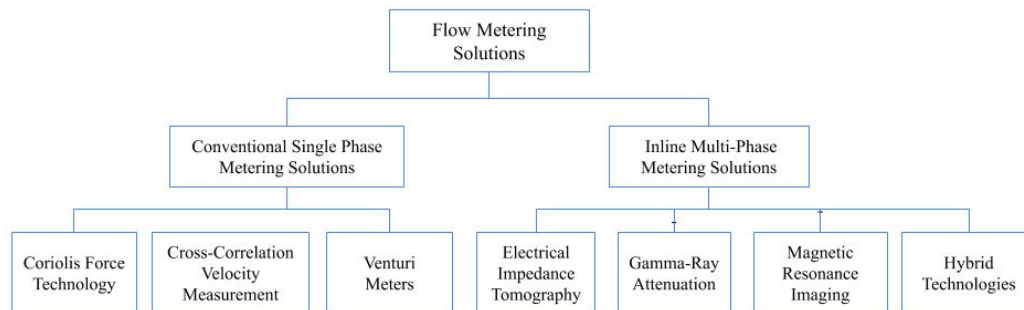 Flow Metering
Solutions
Conventional Single Phase
Metering Solutions
Inline Multi-Phase
Metering Solutions
Coriolis Force
Technology
Cross-Correlation
Velocity
Measurement
Venturi
Meters
Electrical
Impedance
Tomography
Gamma-Ray
Attenuation
Magnetic
Resonance
Imaging
Hybrid
Technologies